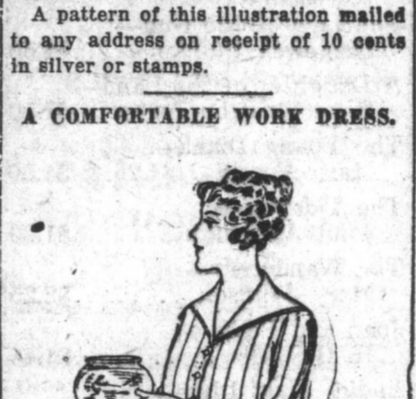 A pattern of this illustration mailed
to any address on receipt of 10 cents
in silver or stamps.
A COMFORTABLE WORK DRESS.